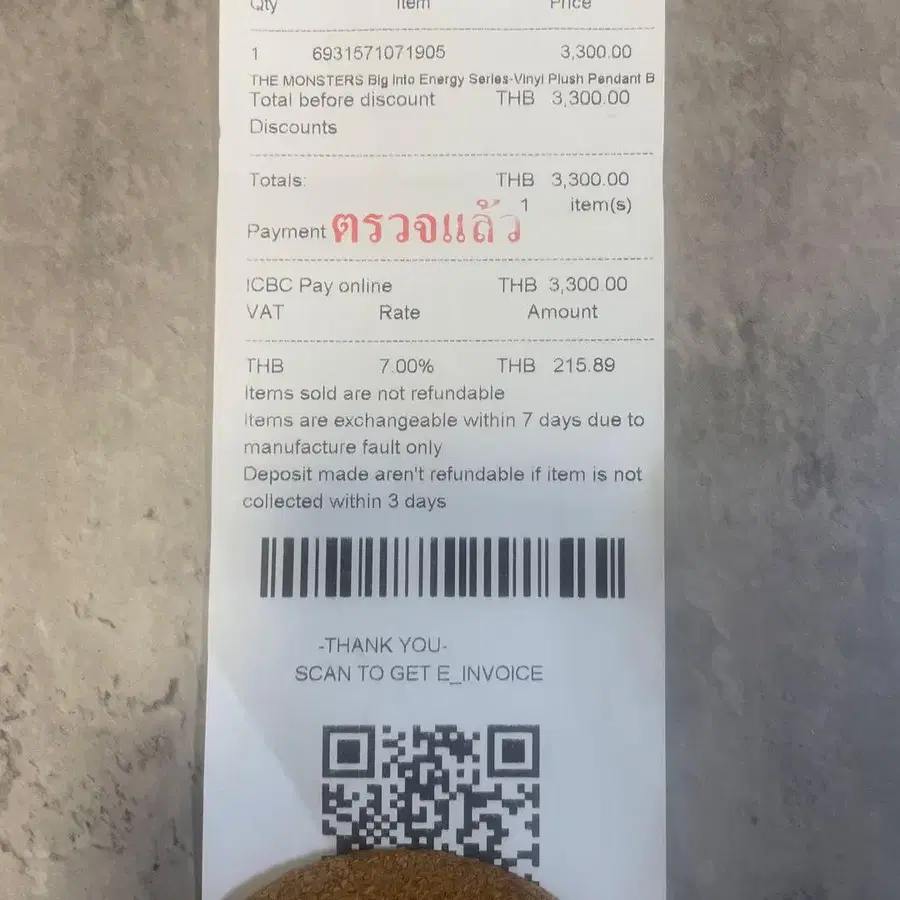 Qty Item Price
1 6931571071905 3,300.00
THE MONSTERS Big Into Energy Series-Vinyl Plush Pendant B
Total before discount THB 3,300.00
Discounts
Totals: THB 3,300.00
1 item(s)
Payment ตรวจแล้ว
ICBC Pay online THB 3,300.00
VAT Rate Amount
THB 7.00% THB 215.89
Items sold are not refundable
Items are exchangeable within 7 days due to
manufacture fault only
Deposit made aren't refundable if item is not
collected within 3 days
-THANK YOU-
SCAN TO GET E_INVOICE